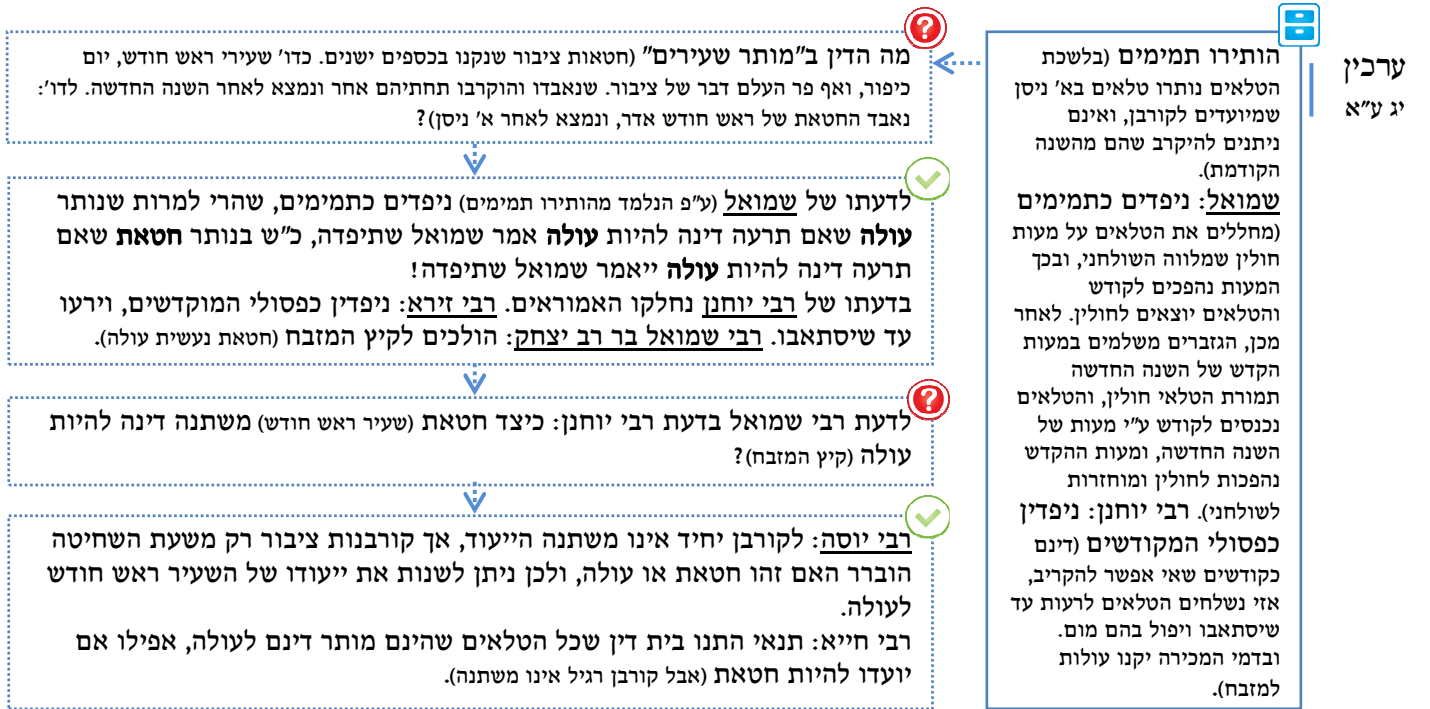 ערכין
יג ע״א
הותירו תמימים (בלשכת
הטלאים נותרו טלאים בא׳ ניסן
שמיועדים לקורבן, ואינם
ניתנים להיקרב שהם מהשנה
הקודמת).
שמואל: ניפדים כתמימים
(מחללים את הטלאים על מעות
חולין שמלווה השולחני, ובכך
המעות נהפכים לקודש
והטלאים יוצאים לחולין. לאחר
מכן, הגזברים משלמים במעות
הקדש של השנה החדשה
תמורת הטלאי חולין, והטלאים
נכנסים לקודש ע״י מעות של
השנה החדשה, ומעות ההקדש
נהפכות לחולין ומוחזרות
לשולחני). רבי יוחנן: ניפדין
כפסולי המקודשים (דינם
כקודשים שאי אפשר להקריב,
אזי נשלחים הטלאים לרעות עד
שיסתאבו ויפול בהם מום.
ובדמי המכירה יקנו עולות
למזבח).
מה הדין ב״מותר שעירים״ (חטאות ציבור שנקנו בכספים ישנים. כדו׳ שעירי ראש חודש, יום
כיפור, ואף פר העלם דבר של ציבור. שנאבדו והוקרבו תחתיהם אחר ונמצא לאחר השנה החדשה. לדו׳:
נאבד החטאת של ראש חודש אדר, ונמצא לאחר א׳ ניסן)?
לדעתו של שמואל (ע״פ הנלמד מהותירו תמימים) ניפדים כתמימים, שהרי למרות שנותר
עולה שאם תרעה דינה להיות עולה אמר שמואל שתיפדה, כ״ש בנותר חטאת שאם
תרעה דינה להיות עולה ייאמר שמואל שתיפדה!
בדעתו של רבי יוחנן נחלקו האמוראים. רבי זירא: ניפדין כפסולי המוקדשים, וירעו
עד שיסתאבו. רבי שמואל בר רב יצחק: הולכים לקיץ המזבח (חטאת נעשית עולה).
לדעת רבי שמואל בדעת רבי יוחנן: כיצד חטאת (שעיר ראש חודש) משתנה דינה להיות
עולה (קיץ המזבח)?
רבי יוסה: לקורבן יחיד אינו משתנה הייעוד, אך קורבנות ציבור רק משעת השחיטה
הוברר האם זהו חטאת או עולה, ולכן ניתן לשנות את ייעודו של השעיר ראש חודש
לעולה.
רבי חייא: תנאי התנו בית דין שכל הטלאים שהינם מותר דינם לעולה, אפילו אם
יועדו להיות חטאת (אבל קורבן רגיל אינו משתנה).